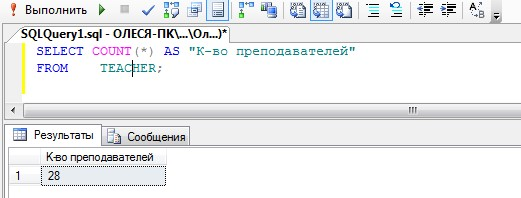 Выполнить
SQLQuery1.sql - ОЛЕСЯ-ПК\...\Ол...)*
SELECT COUNT(*) AS "К-во преподавателей"
FROM TEACHER;
Результаты Сообщения
К-во преподавателей
1 28